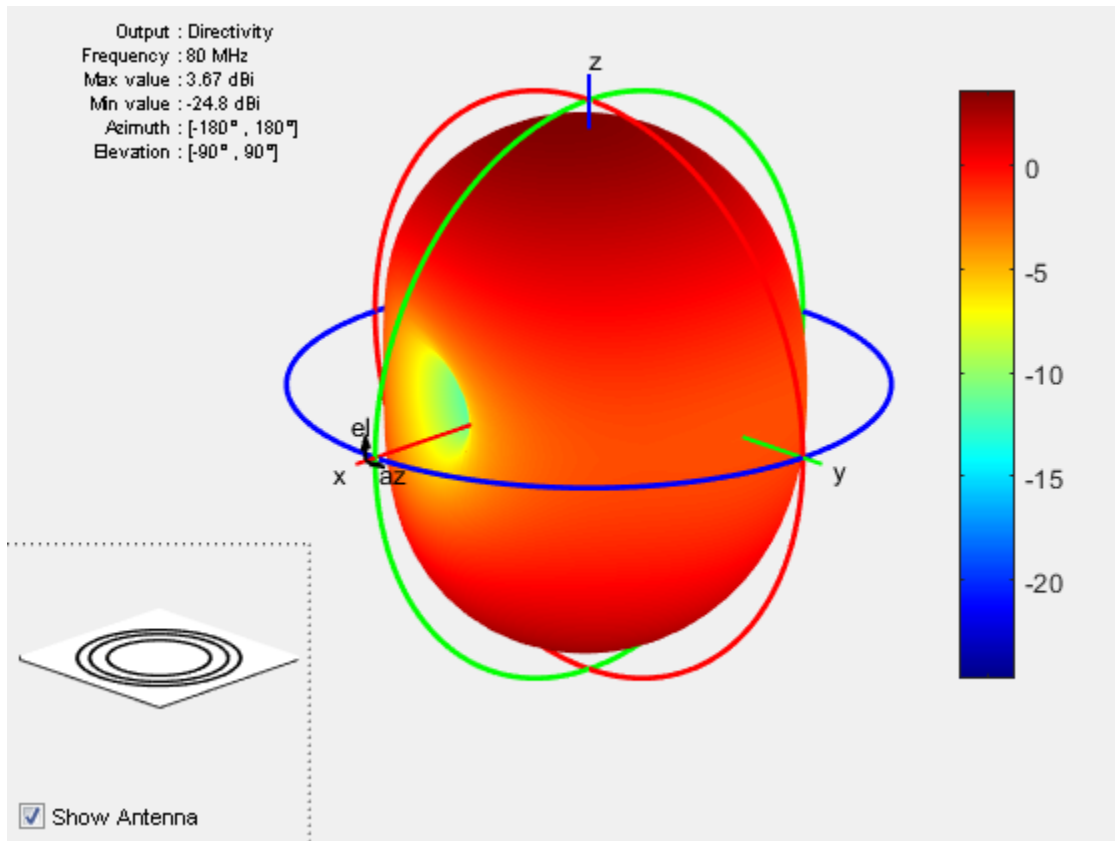 Output : Directivity
Frequency : 80 MHz
Max value : 3.67 dBi
Min value : -24.8 dBi
Azimuth : [-180° , 180°]
Elevation : [-90° , 90°]
z
0
-5
-10
-15
-20
el
x
az
y
Show Antenna